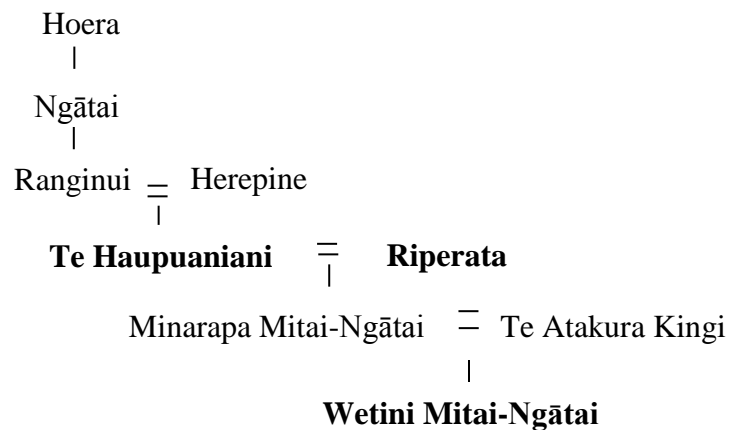 Hoera
Ngātai
Ranginui = Herepine
Te Haupuaniani = Riperata
Minarapa Mitai-Ngātai = Te Atakura Kingi
Wetini Mitai-Ngātai